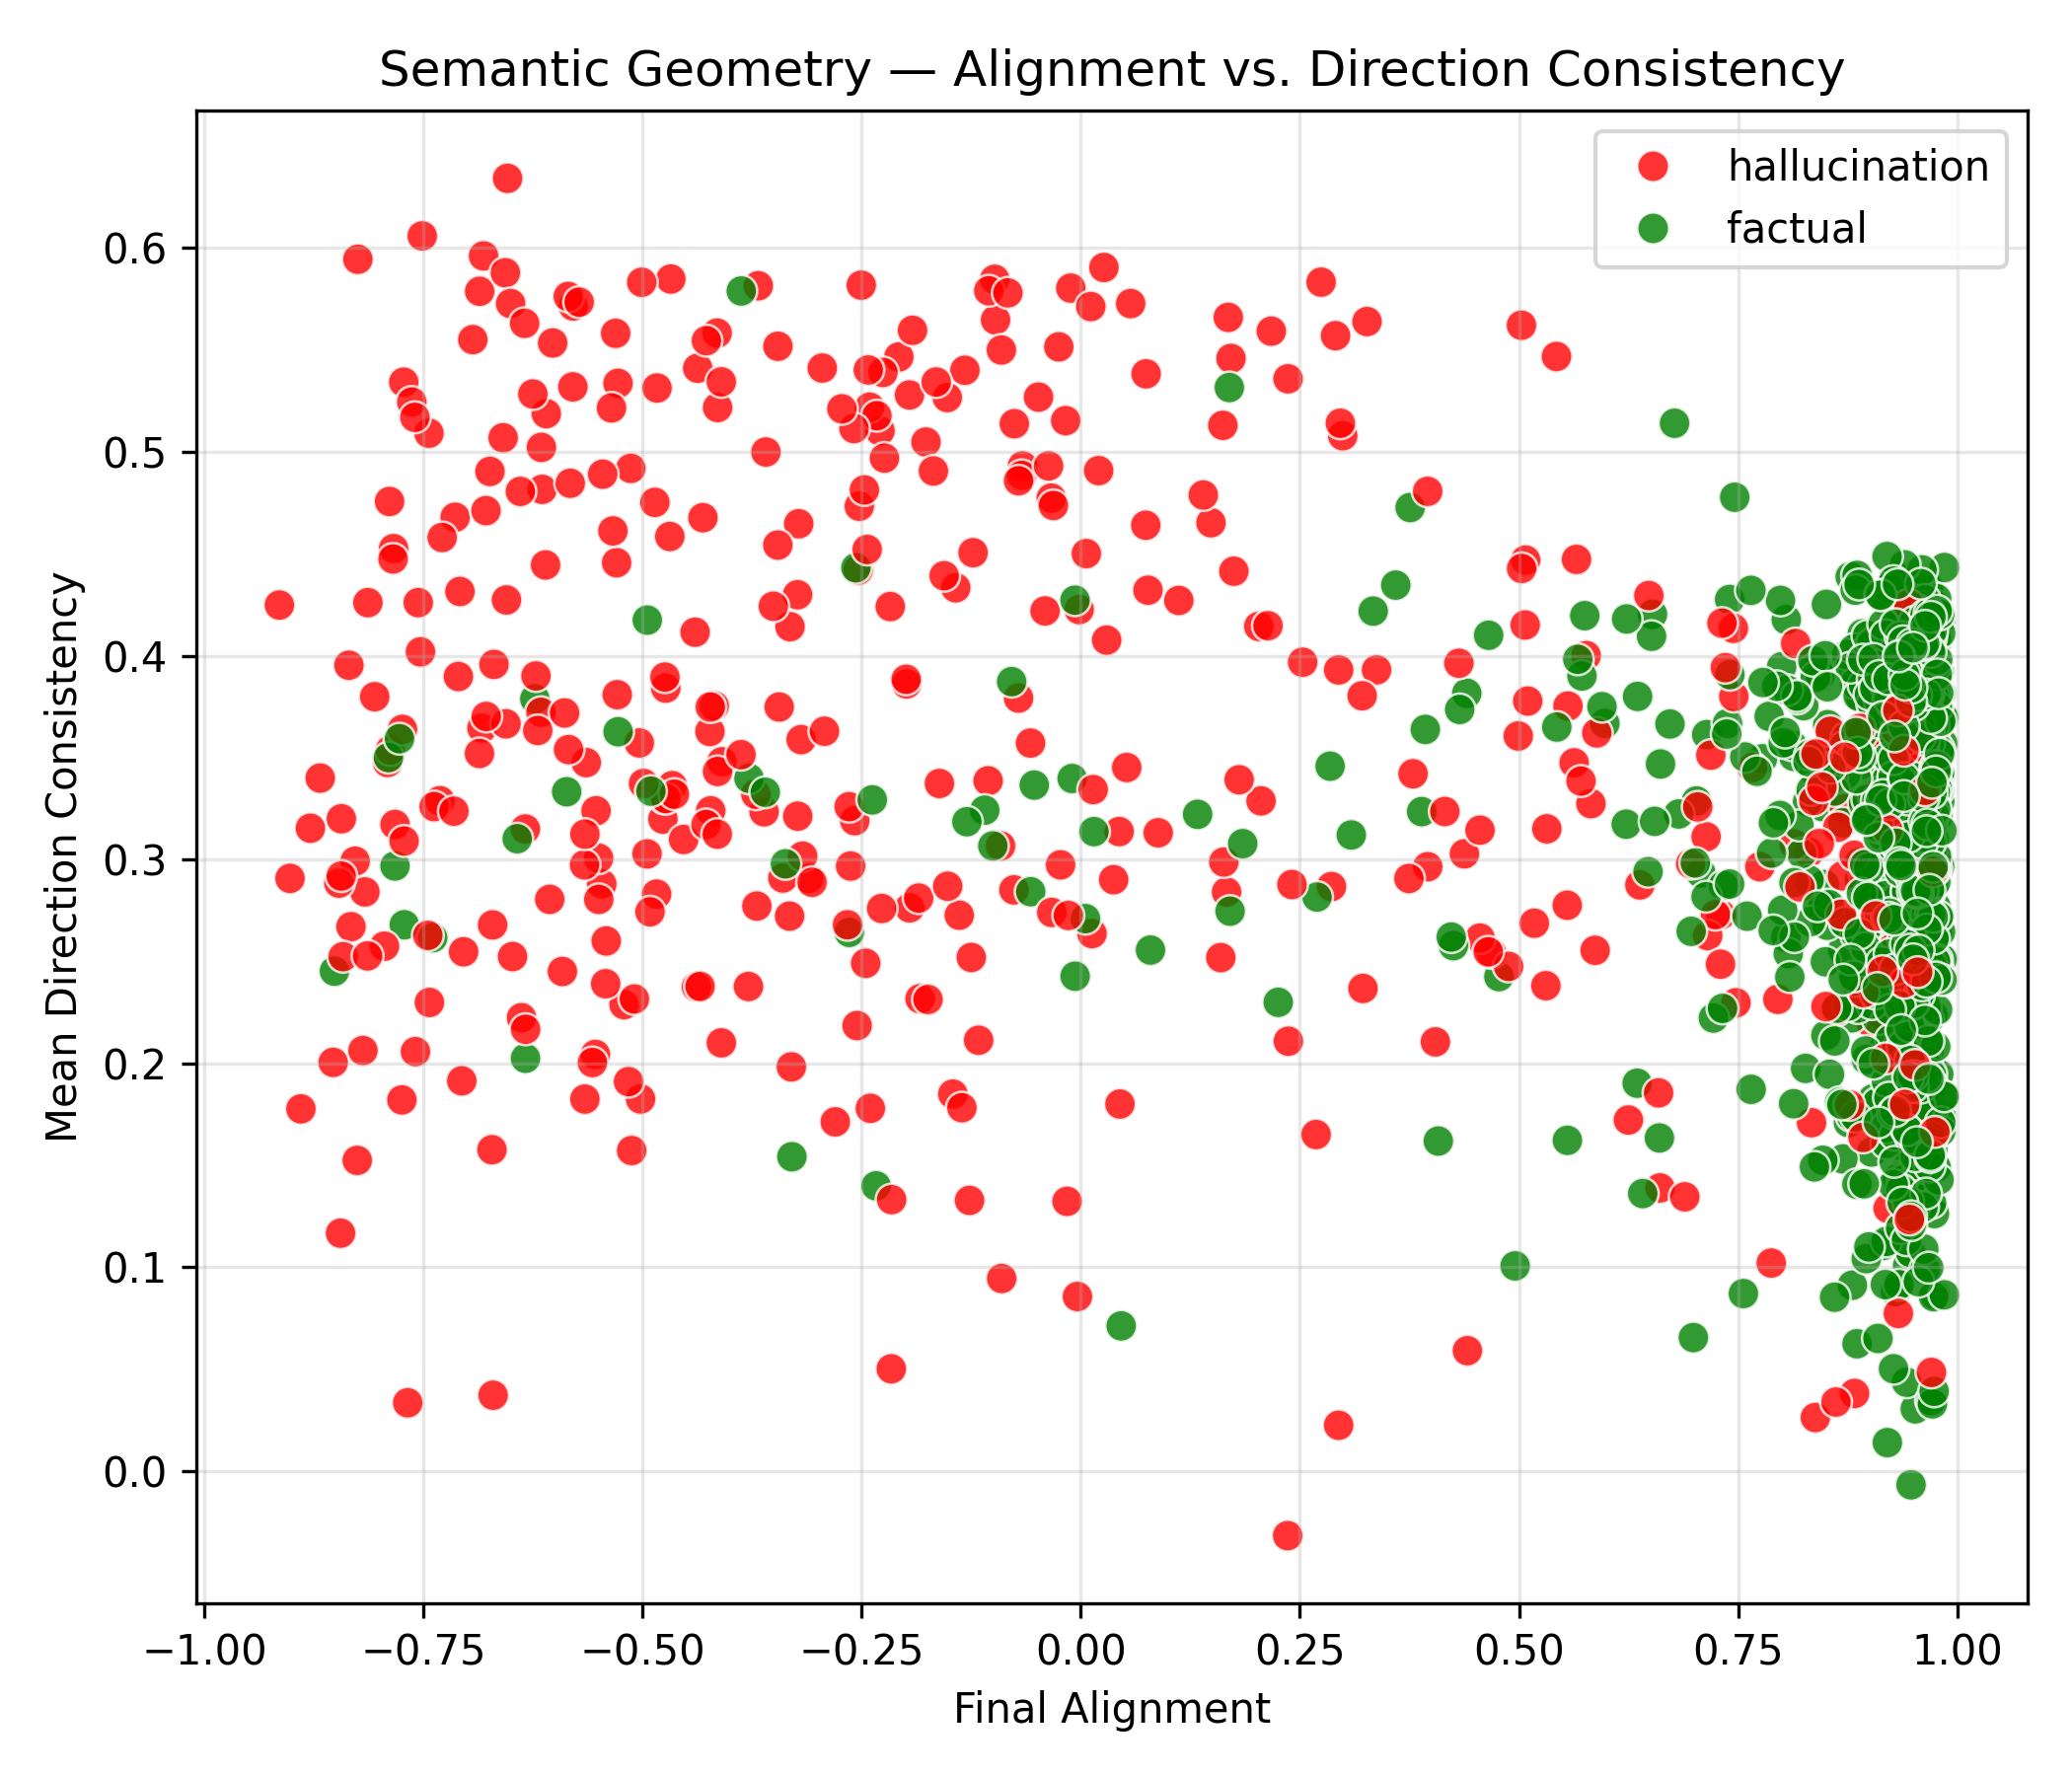 Semantic Geometry — Alignment vs. Direction Consistency
hallucination
factual
Mean Direction Consistency
0.6
0.5
0.4
0.3
0.2
0.1
0.0
−1.00 −0.75 −0.50 −0.25 0.00 0.25 0.50 0.75 1.00
Final Alignment